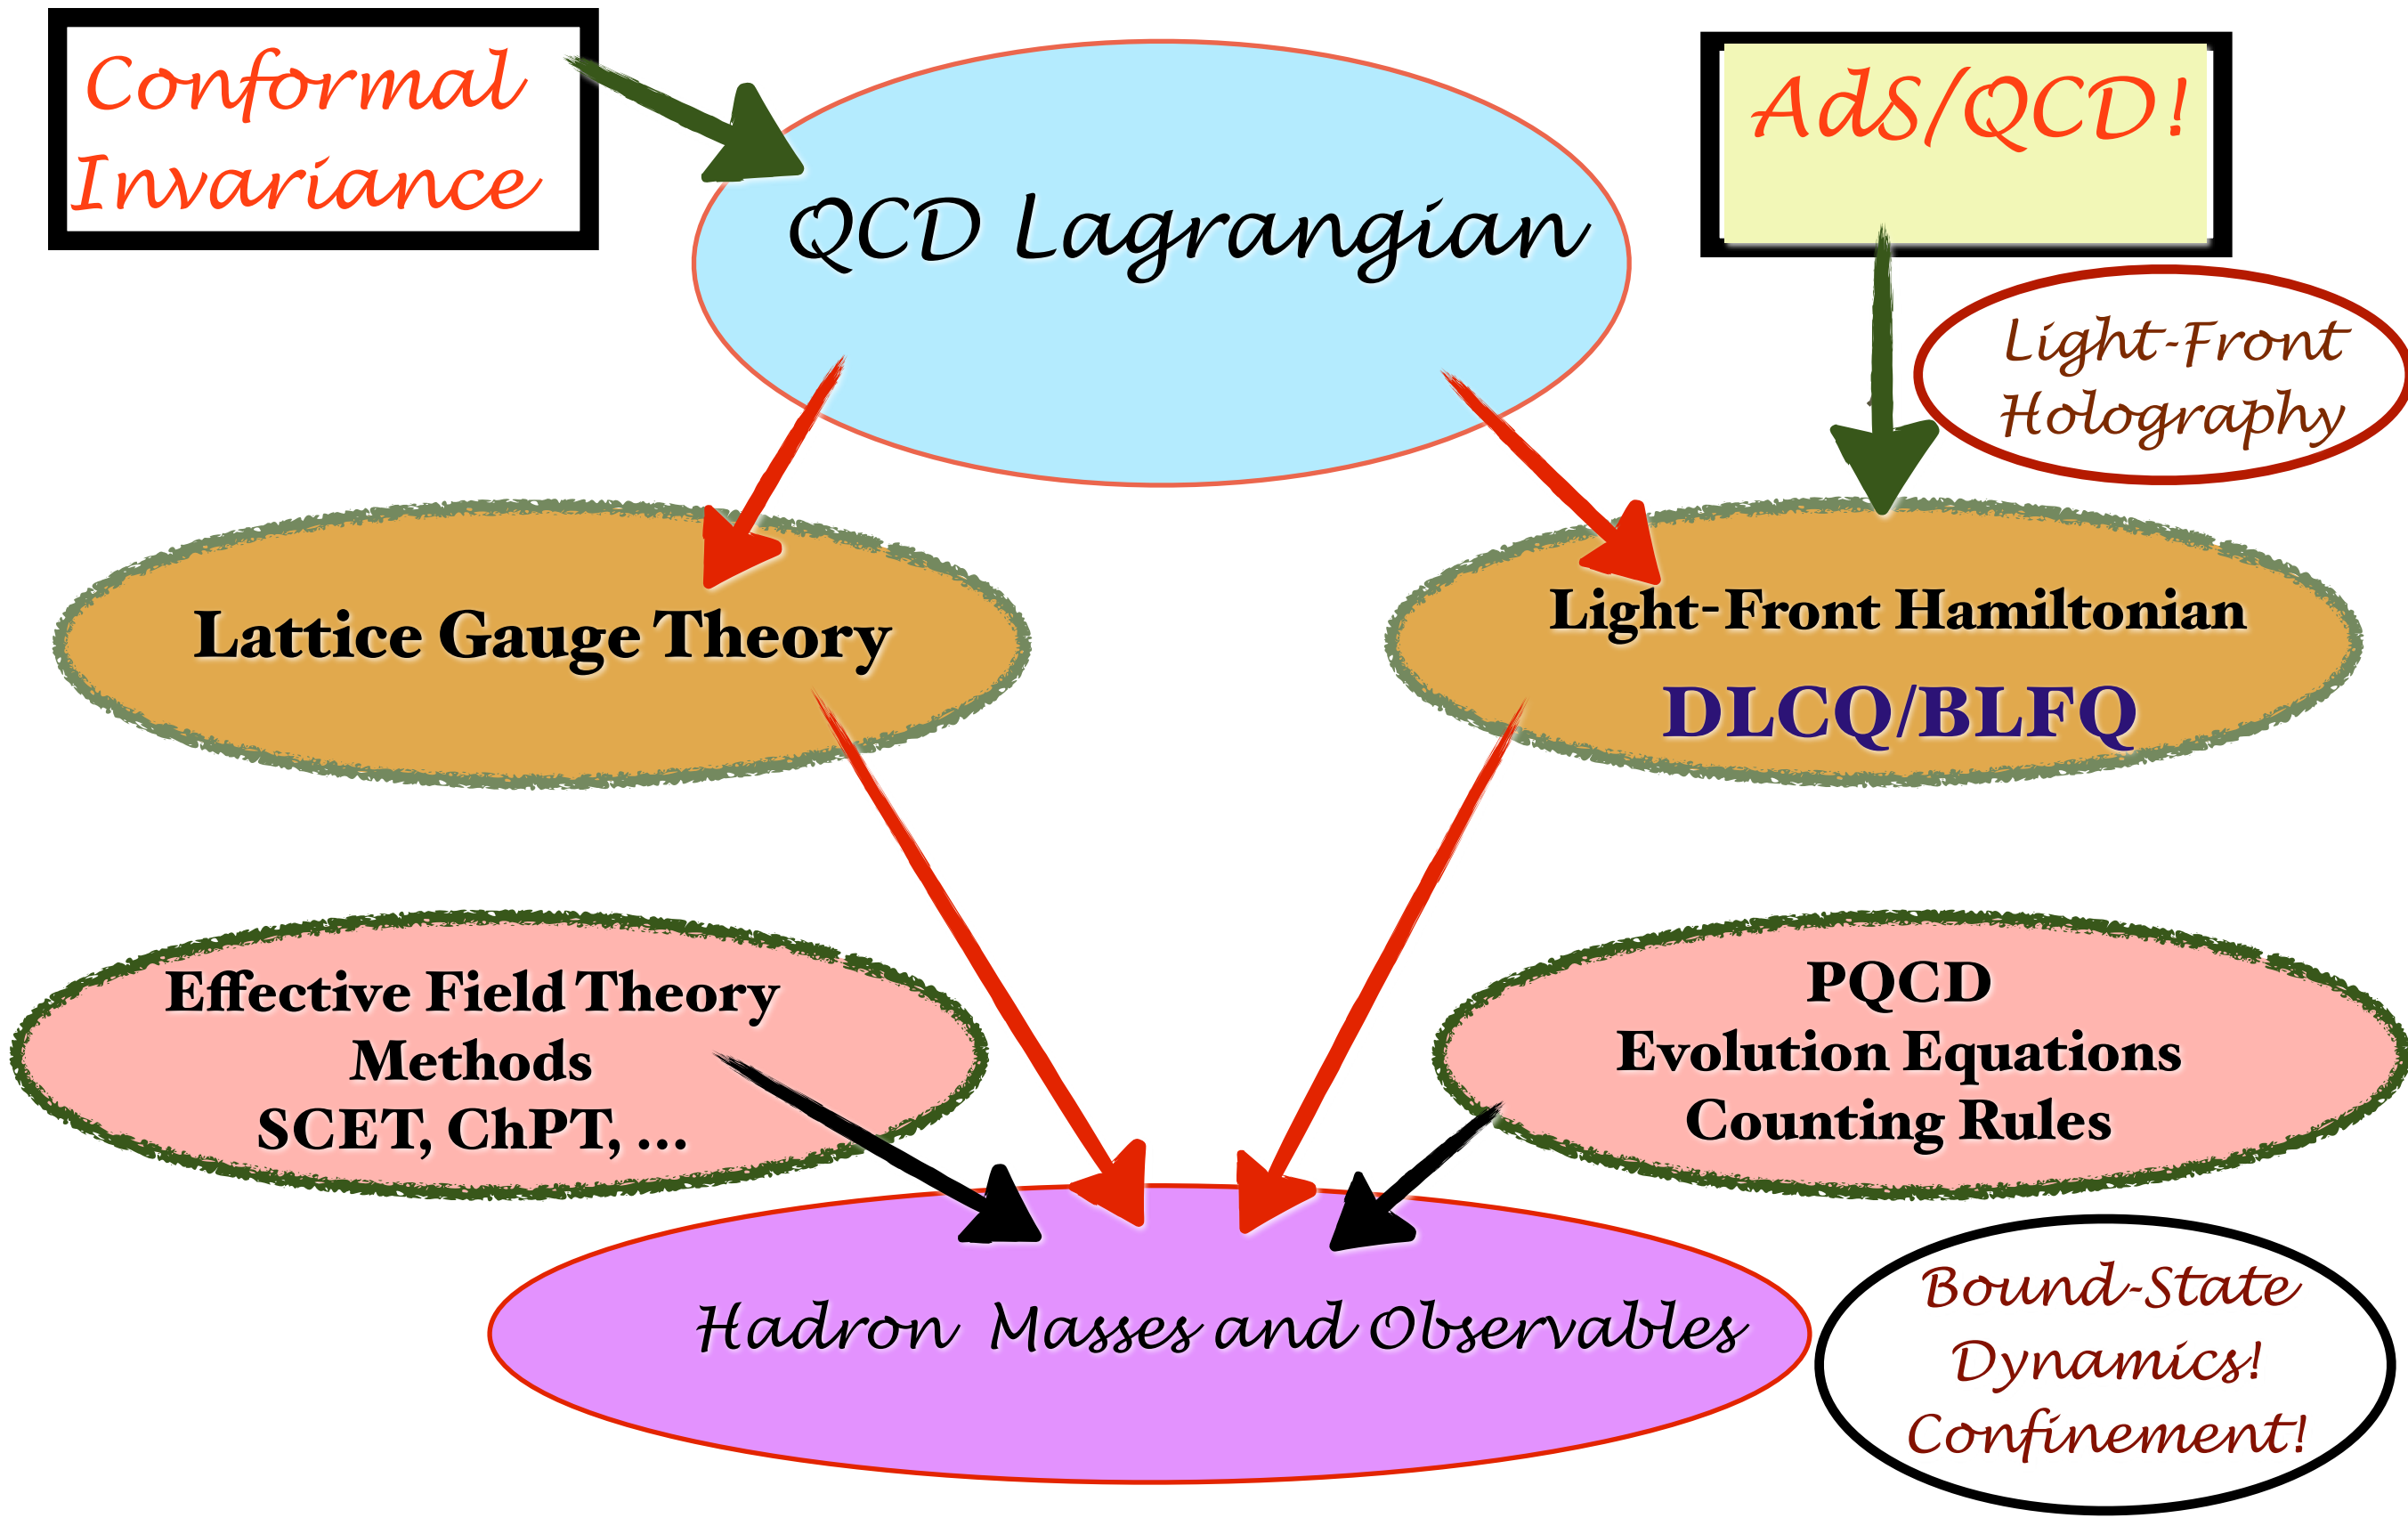 Conformal
Invariance
QCD Lagrangian
AdS/QCD!
Light-Front
Holography
Lattice Gauge Theory
Light-Front Hamiltonian
DLCQ/BLFQ
Effective Field Theory
Methods
SCET, ChPT, ...
PQCD
Evolution Equations
Counting Rules
Hadron Masses and Observables
Bound-State
Dynamics!
Confinement!